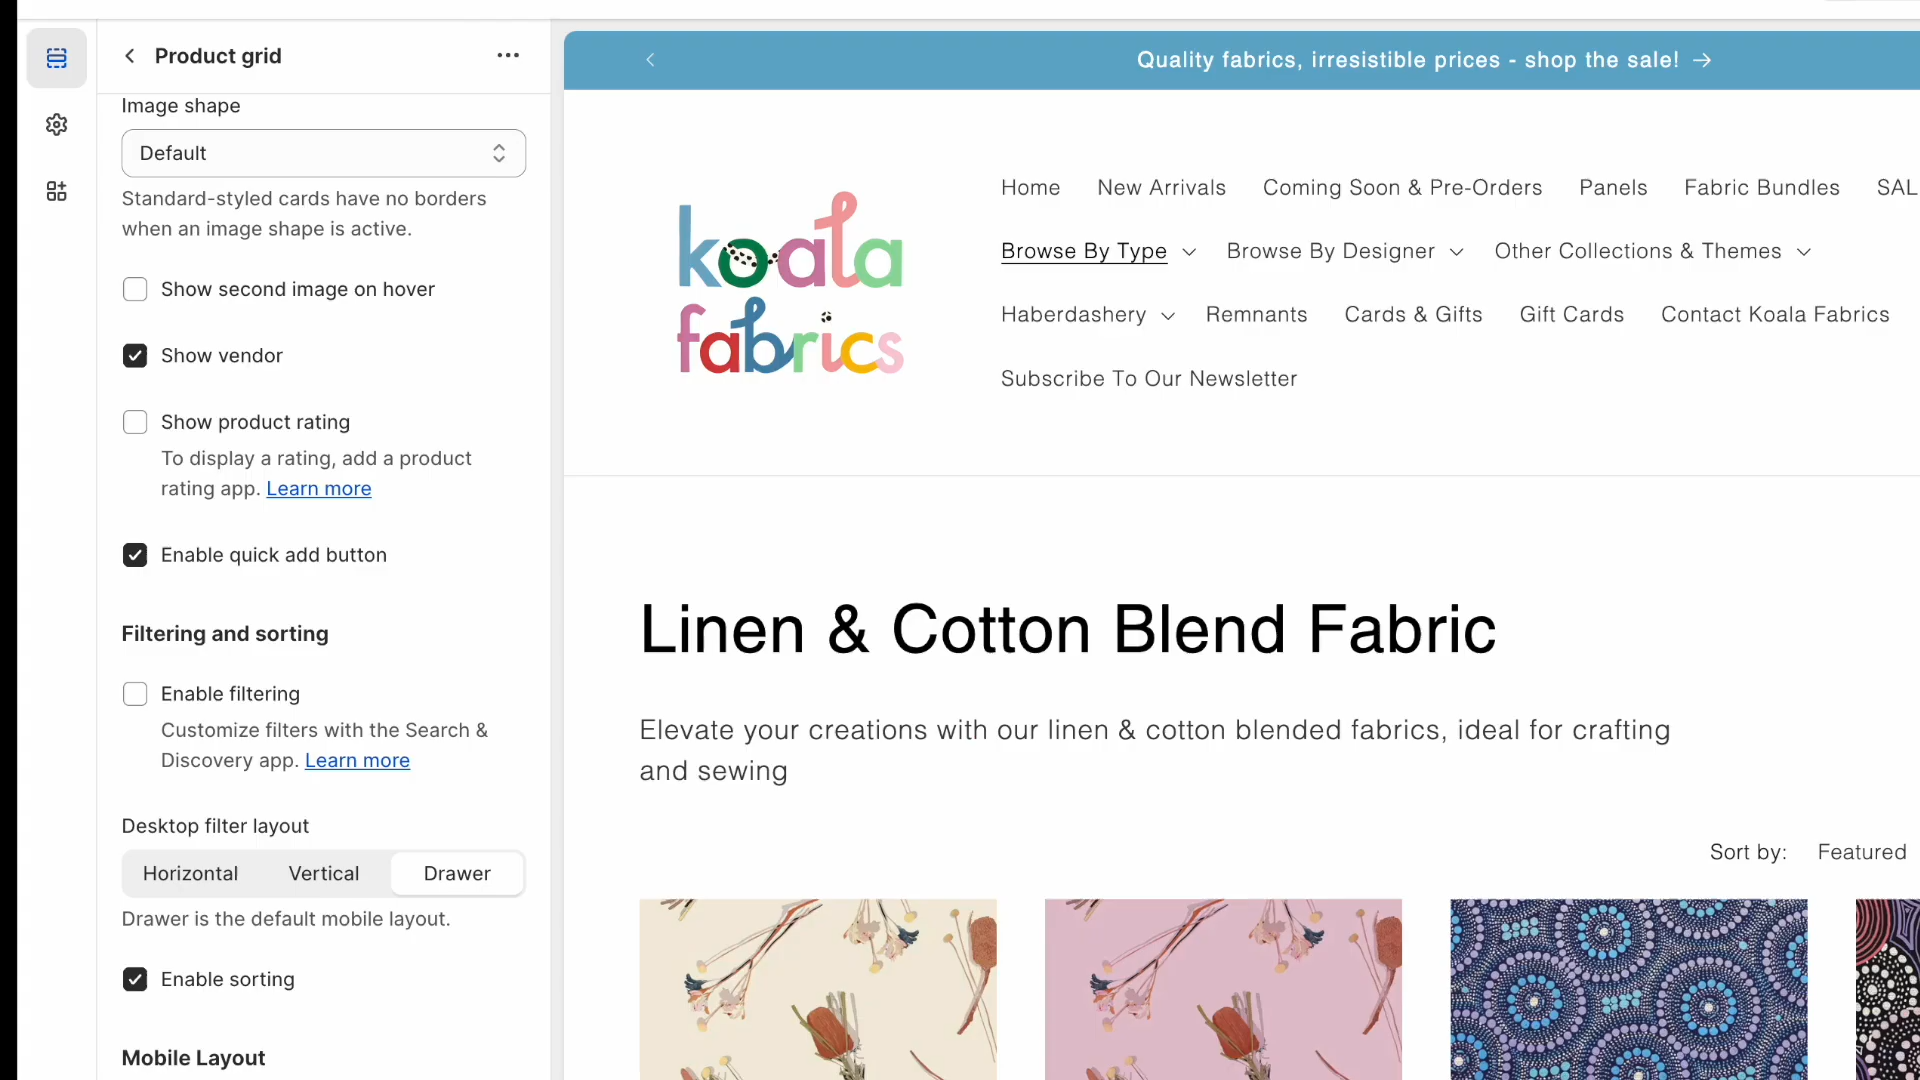 Product grid
Image shape
Default
Standard-styled cards have no borders
when an image shape is active.
Show second image on hover
Show vendor
Show product rating
To display a rating, add a product
rating app. Learn more
Enable quick add button
Filtering and sorting
Enable filtering
Customize filters with the Search &
Discovery app. Learn more
Desktop filter layout
Horizontal Vertical Drawer
Drawer is the default mobile layout.
Enable sorting
Mobile Layout
Quality fabrics, irresistible prices - shop the sale! →
koala
fabrics
Home New Arrivals Coming Soon & Pre-Orders Panels Fabric Bundles SAL
Browse By Type Browse By Designer Other Collections & Themes
Haberdashery Remnants Cards & Gifts Gift Cards Contact Koala Fabrics
Subscribe To Our Newsletter
Linen & Cotton Blend Fabric
Elevate your creations with our linen & cotton blended fabrics, ideal for crafting
and sewing
Sort by: Featured